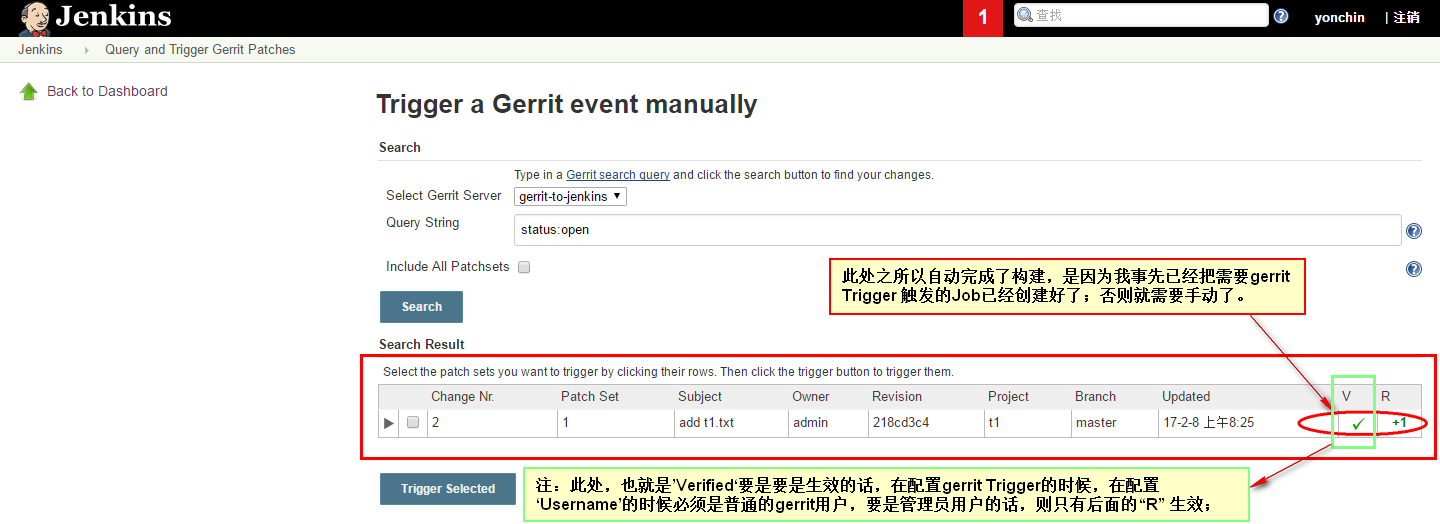 Jenkins
1
查找
yonchin
| 注销
Jenkins
Query and Trigger Gerrit Patches
Back to Dashboard
Trigger a Gerrit event manually
Search
Type in a Gerrit search query and click the search button to find your changes.
Select Gerrit Server
gerrit-to-jenkins
Query String
status:open
Include All Patchsets
此处之所以自动完成了构建，是因为我事先已经把需要gerrit
Trigger 触发的Job已经创建好了；否则就需要手动了。
Search
Search Result
Select the patch sets you want to trigger by clicking their rows. Then click the trigger button to trigger them.
Change Nr. Patch Set Subject Owner Revision Project Branch Updated V R
2 1 add t1.txt admin 218cd3c4 t1 master 17-2-8 上午8:25 ✓ +1
Trigger Selected
注：此处，也就是’Verified‘要是要是生效的话，在配置gerrit Trigger的时候，在配置
‘Username’的时候必须是普通的gerrit用户，要是管理员用户的话，则只有后面的“R” 生效；